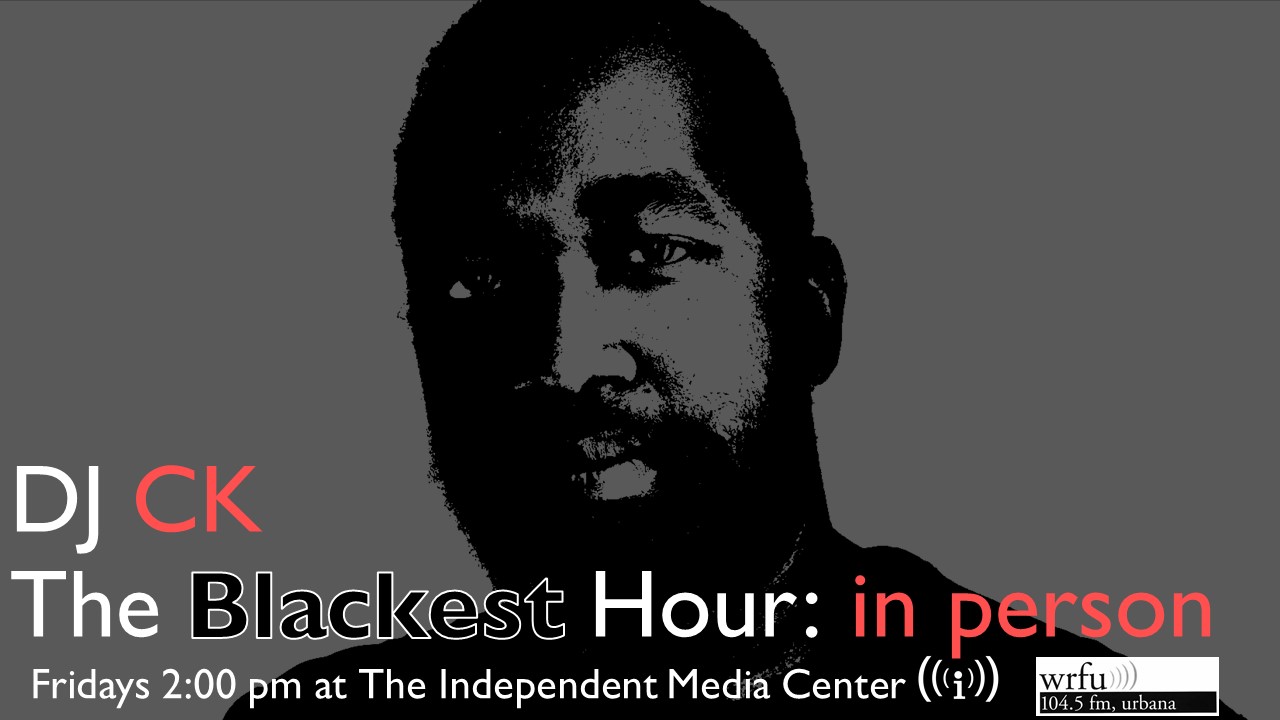 DJ CK
The Blackest Hour: in person
Fridays 2:00 pm at The Independent Media Center ((i))
wrfu)))
104.5 fm, urbana